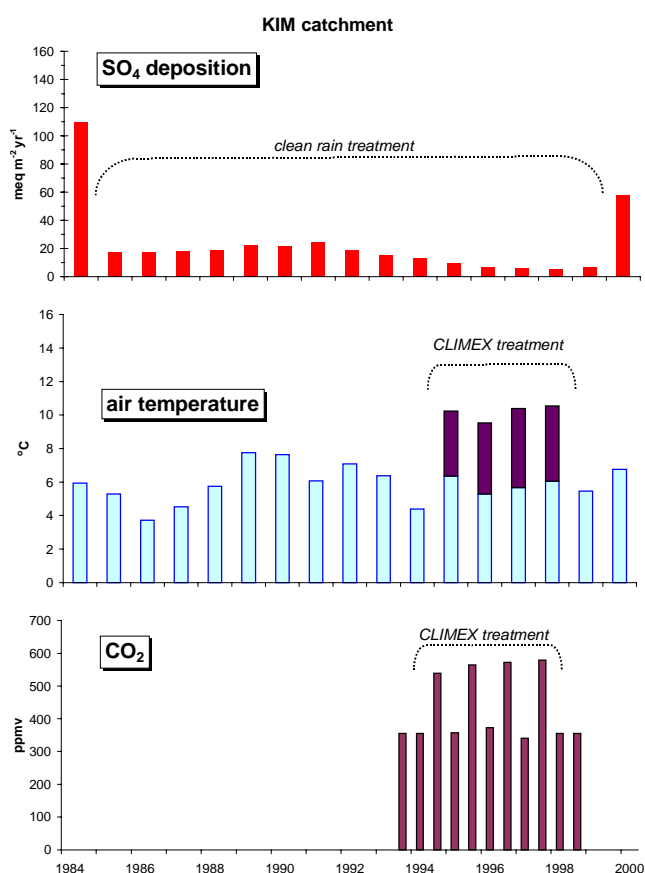 KIM catchment
160
140
120
100
80
60
40
20
0
meq m⁻² yr⁻¹
SO₄ deposition
clean rain treatment
16
14
12
10
8
6
4
2
0
°C
air temperature
CLIMEX treatment
700
600
500
400
300
200
100
0
ppmv
CO₂
CLIMEX treatment
1984 1986 1988 1990 1992 1994 1996 1998 2000